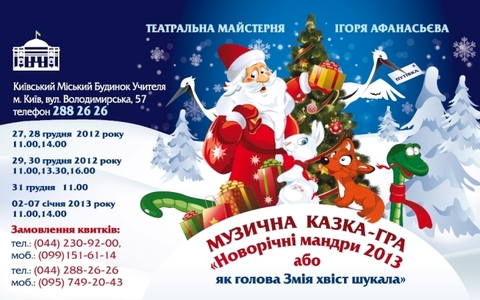 ТЕАТРАЛЬНА МАЙСТЕРНЯ ІГОРЯ АФАНАСЬЄВА
ПУТІВКА
Київський Міський Будинок Учителя
м. Київ, вул. Володимирська, 57
телефон 288 26 26
27, 28 грудня 2012 року
11.00,14.00
29, 30 грудня 2012 року
11.00,13.30,16.00
31 грудня 11.00
02-07 січня 2013 року
11.00,14.00
Замовлення квитків:
тел.: (044) 230-92-00,
моб.: (099)151-61-14
тел.: (044) 288-26-26
моб.: (095) 749-20-43
МУЗИЧНА КАЗКА-ГРА
«Новорічні мандри 2013
або
як голова Змія хвіст шукала»